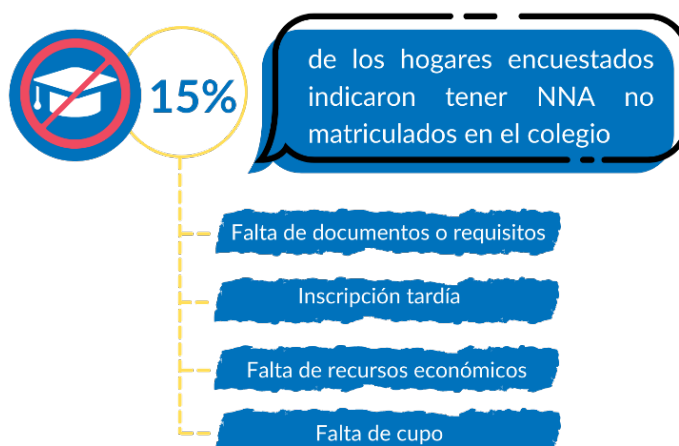 15%
de los hogares encuestados
indicaron tener NNA no
matriculados en el colegio
Falta de documentos o requisitos
Inscripción tardía
Falta de recursos económicos
Falta de cupo